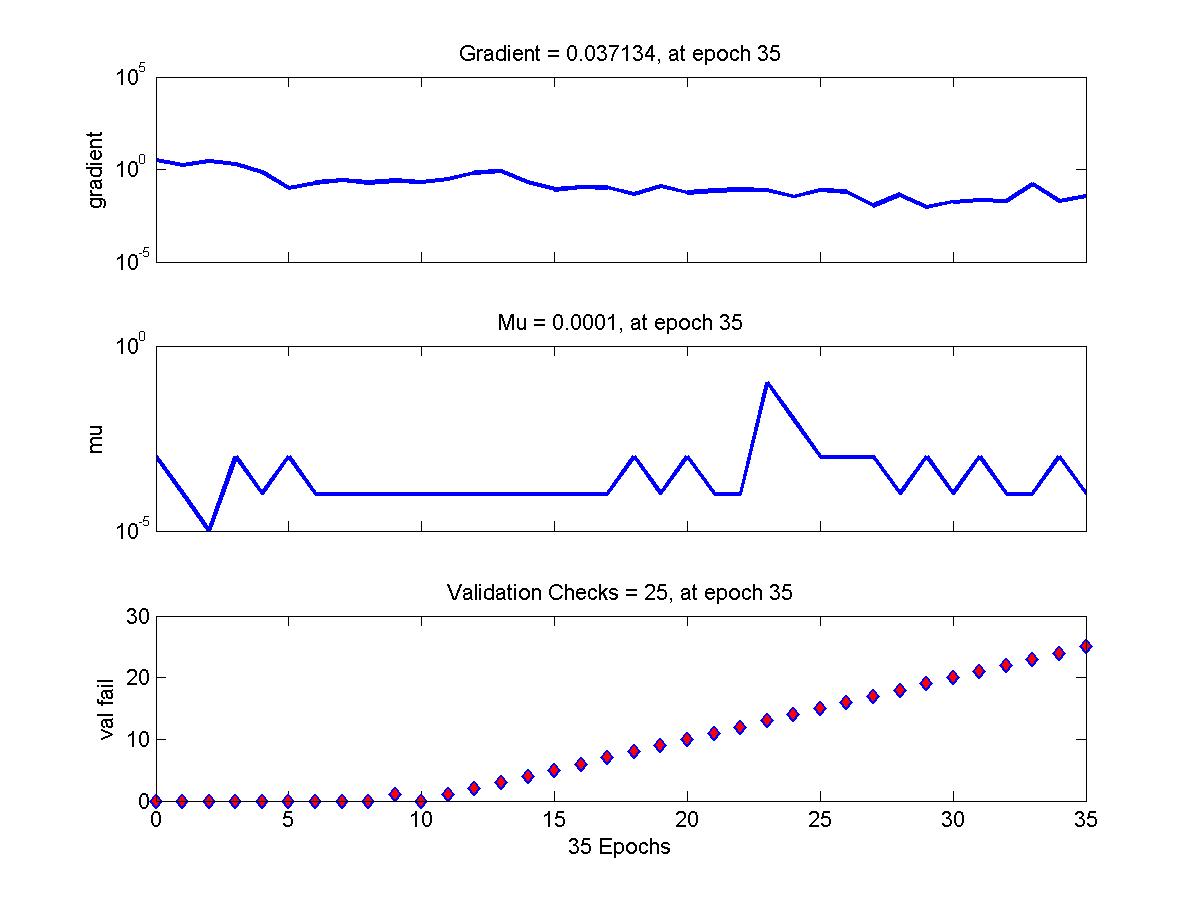 Gradient = 0.037134, at epoch 35
10^5
10^0
10^-5
gradient
Mu = 0.0001, at epoch 35
10^0
10^-5
mu
Validation Checks = 25, at epoch 35
30
20
10
0
val fail
0 5 10 15 20 25 30 35
35 Epochs